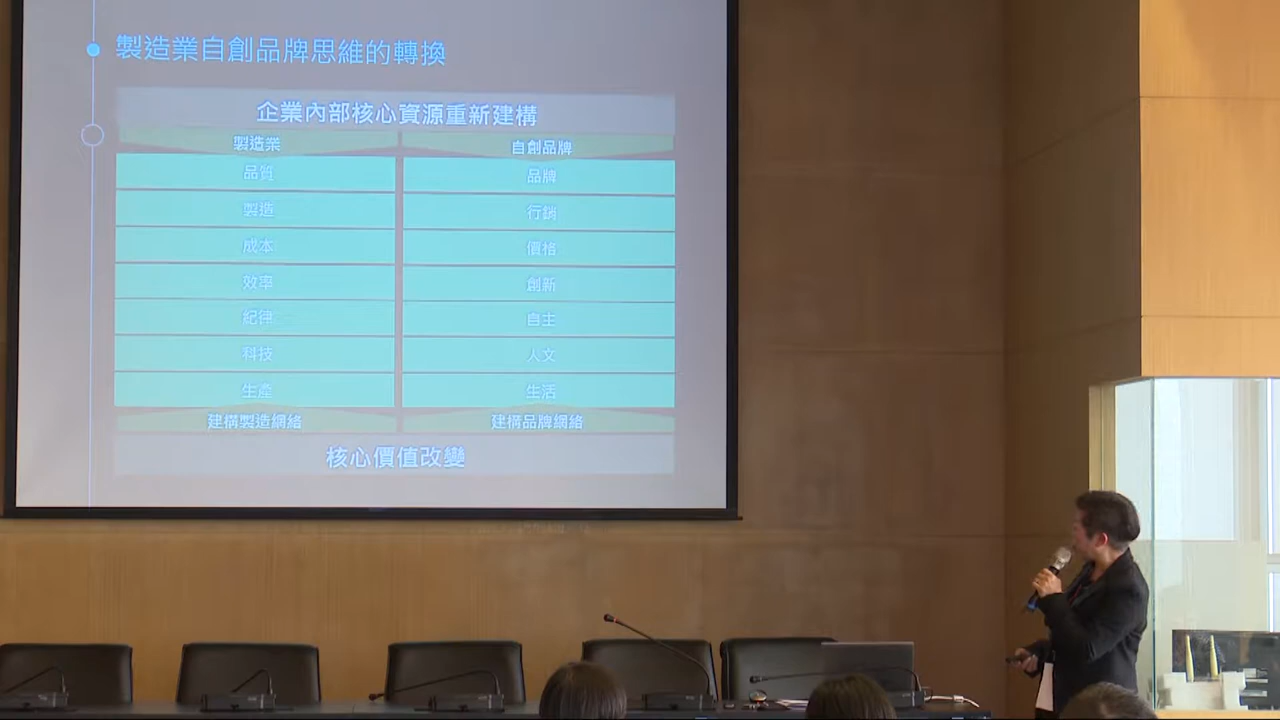 製造業自創品牌思維的轉換
企業內部核心資源重新建構
製造業 自創品牌
品質 品牌
製造 行銷
成本 價格
效率 創新
紀律 自主
科技 人文
生產 生活
建構製造網絡 建構品牌網絡
核心價值改變